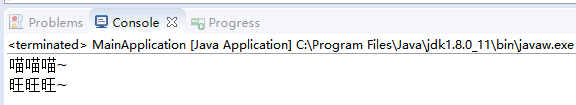 Problems Console Progress
<terminated> MainApplication [Java Application] C:\Program Files\Java\jdk1.8.0_11\bin\javaw.exe
喵喵喵~
旺旺旺~